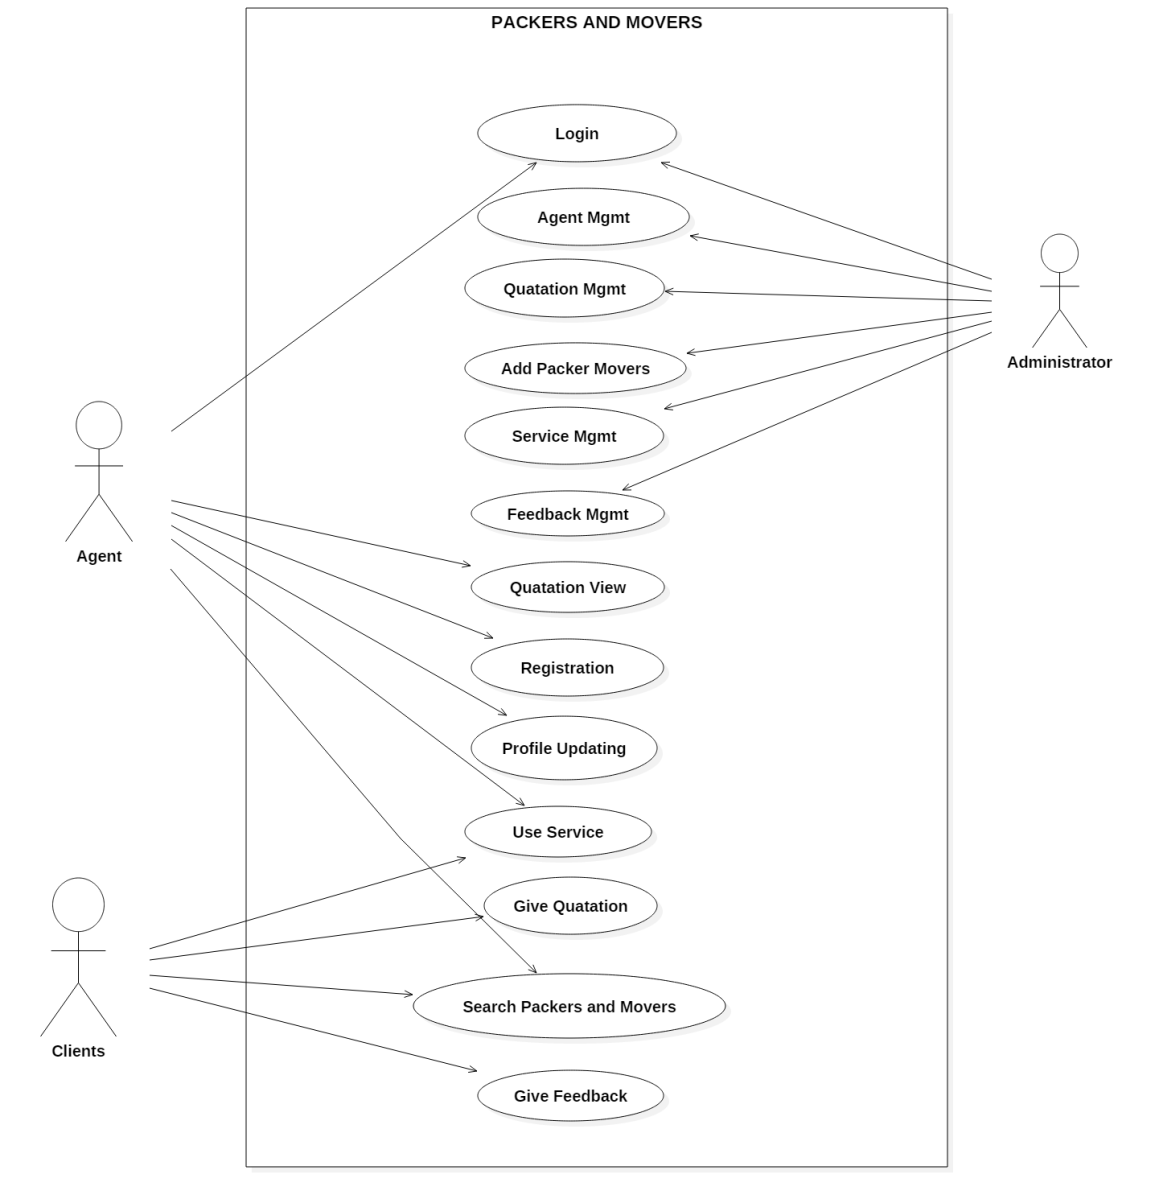 PACKERS AND MOVERS
Login
Agent Mgmt
Quatation Mgmt
Administrator
Add Packer Movers
Service Mgmt
Feedback Mgmt
Agent
Quatation View
Registration
Profile Updating
Use Service
Give Quatation
Search Packers and Movers
Clients
Give Feedback